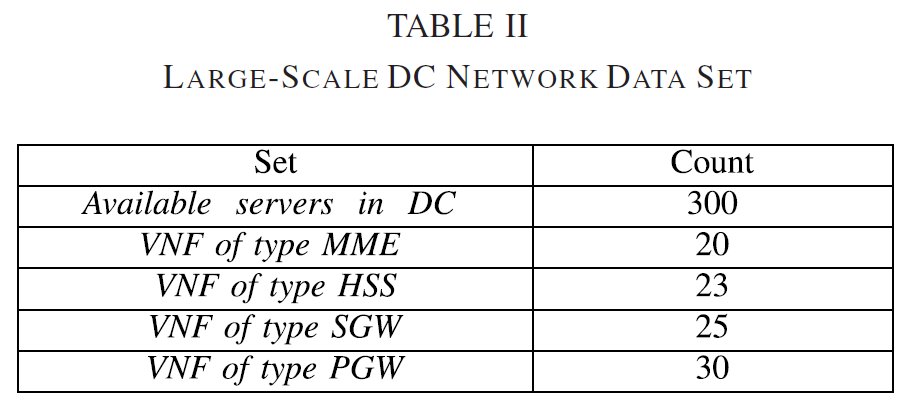 TABLE II
LARGE-SCALE DC NETWORK DATA SET
Set Count
Available servers in DC 300
VNF of type MME 20
VNF of type HSS 23
VNF of type SGW 25
VNF of type PGW 30